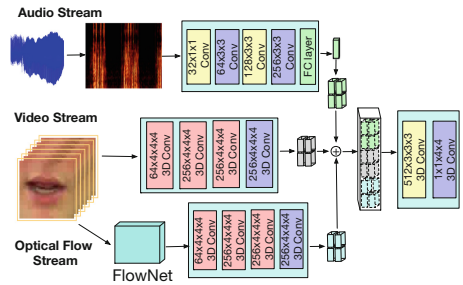 Audio Stream
32x1x1
Conv
64x3x3
Conv
128x3x3
Conv
256x3x3
Conv
FC layer
Video Stream
64x4x4x4
3D Conv
256x4x4x4
3D Conv
256x4x4x4
3D Conv
256x4x4x4
3D Conv
512x3x3x3
3D Conv
1x1x4x4
3D Conv
Optical Flow
Stream
FlowNet
64x4x4x4
3D Conv
256x4x4x4
3D Conv
256x4x4x4
3D Conv
256x4x4x4
3D Conv